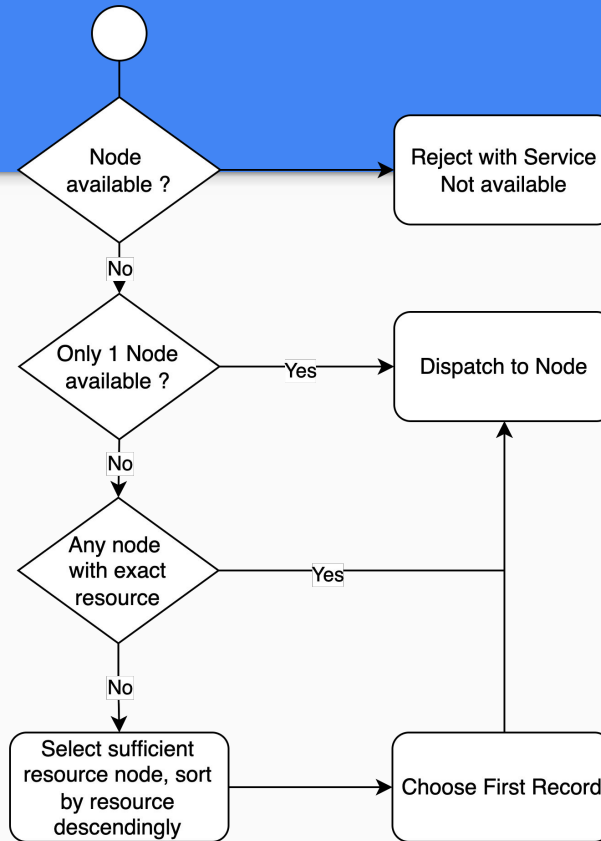 Node
available ?
Reject with Service
Not available
No
Only 1 Node
available ?
Yes
Dispatch to Node
No
Any node
with exact
resource
Yes
No
Select sufficient
resource node, sort
by resource
descendingly
Choose First Record